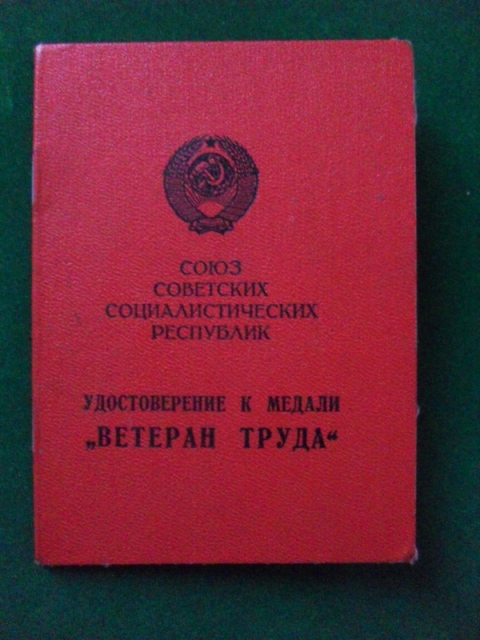 СОЮЗ
СОВЕТСКИХ
СОЦИАЛИСТИЧЕСКИХ
РЕСПУБЛИК
УДОСТОВЕРЕНИЕ К МЕДАЛИ
„ВЕТЕРАН ТРУДА“